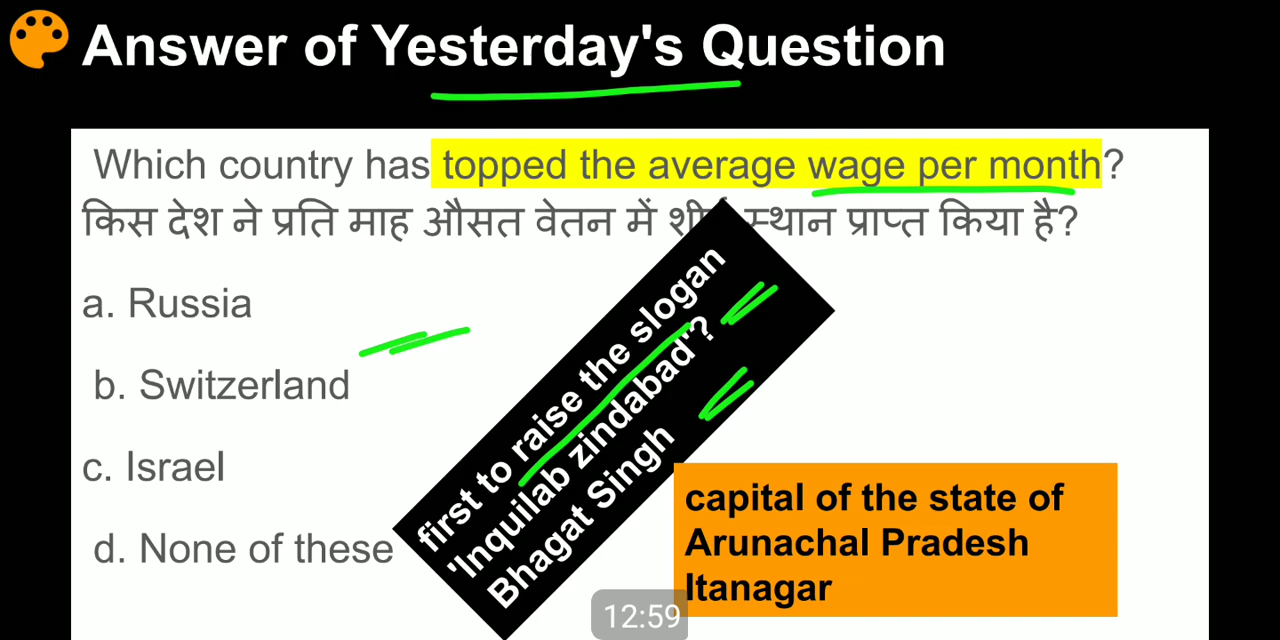 Answer of Yesterday's Question
Which country has topped the average wage per month?
किस देश ने प्रति माह औसत वेतन में स्थान प्राप्त किया है?
a. Russia
b. Switzerland
c. Israel
d. None of these
first to raise the slogan
'Inquilab zindabad'?
Bhagat Singh
capital of the state of
Arunachal Pradesh
Itanagar
12:59